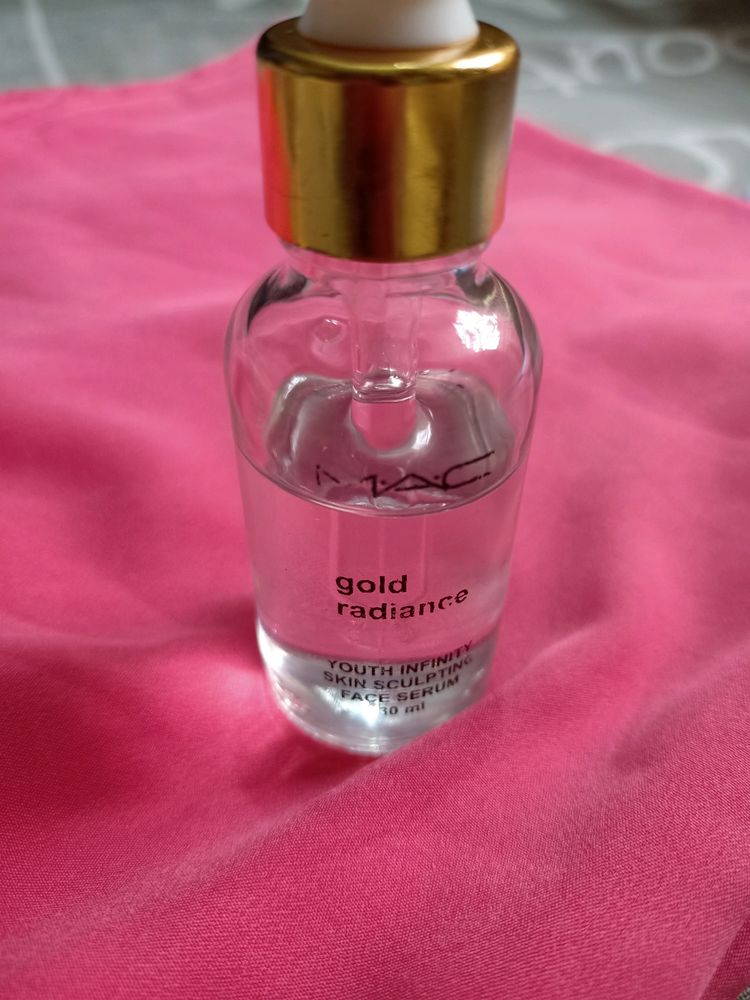 MAC
gold
radiance
YOUTH INFINITY
SKIN SCULPTING
FACE SERUM
30 ml